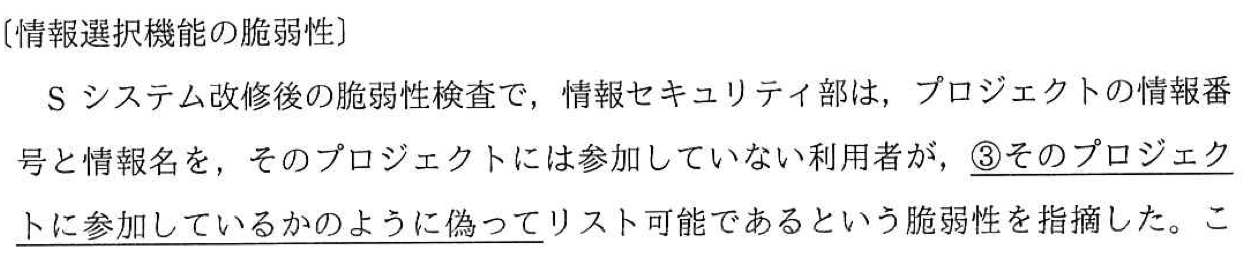 〔情報選択機能の脆弱性〕
S システム改修後の脆弱性検査で，情報セキュリティ部は，プロジェクトの情報番
号と情報名を，そのプロジェクトには参加していない利用者が，③そのプロジェク
トに参加しているかのように偽ってリスト可能であるという脆弱性を指摘した。こ